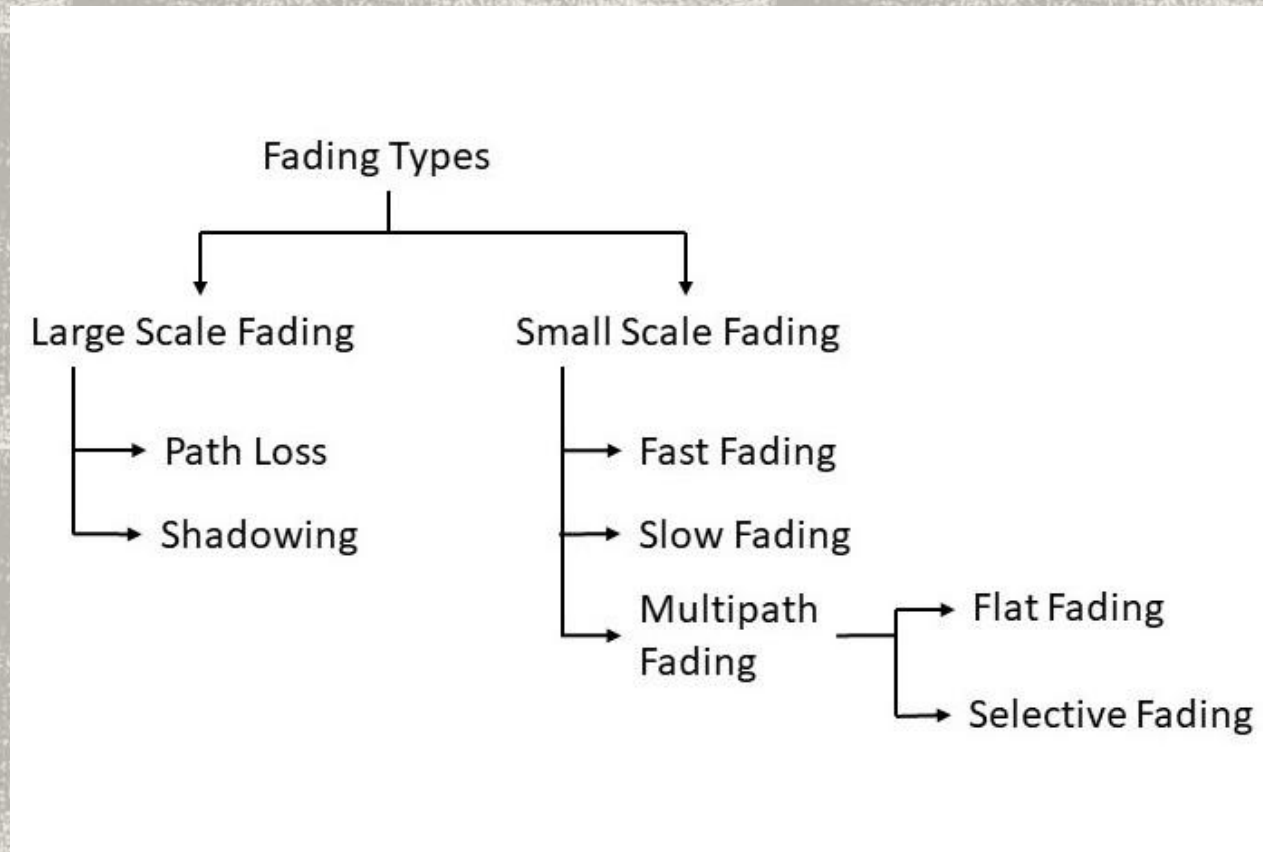 Fading Types
Large Scale Fading
Path Loss
Shadowing
Small Scale Fading
Fast Fading
Slow Fading
Multipath
Fading
Flat Fading
Selective Fading